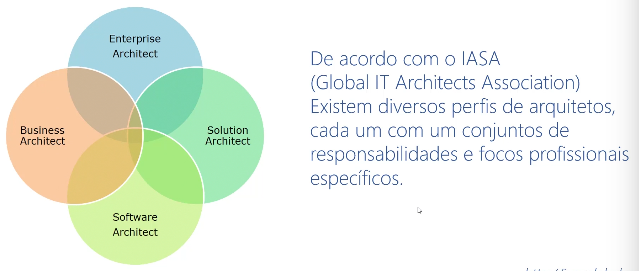 Enterprise
Architect
Business
Architect
Solution
Architect
Software
Architect
De acordo com o IASA
(Global IT Architects Association)
Existem diversos perfis de arquitetos,
cada um com um conjuntos de
responsabilidades e focos profissionais
específicos.